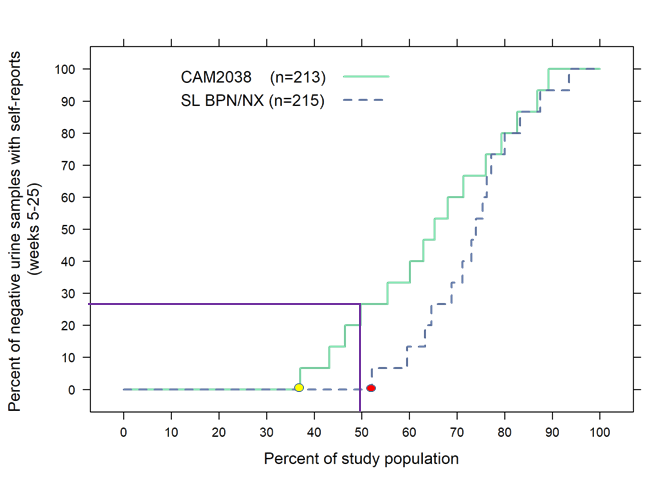 Percent of negative urine samples with self-reports
(weeks 5-25)
CAM2038 (n=213)
SL BPN/NX (n=215)
100
90
80
70
60
50
40
30
20
10
0
0 10 20 30 40 50 60 70 80 90 100
Percent of study population